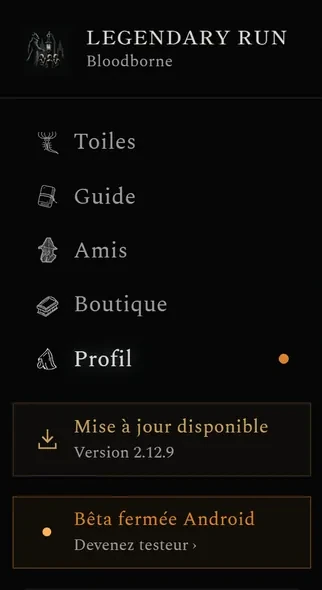 LEGENDARY RUN
Bloodborne
Toiles
Guide
Amis
Boutique
Profil
Mise à jour disponible
Version 2.12.9
Bêta fermée Android
Devenez testeur ›